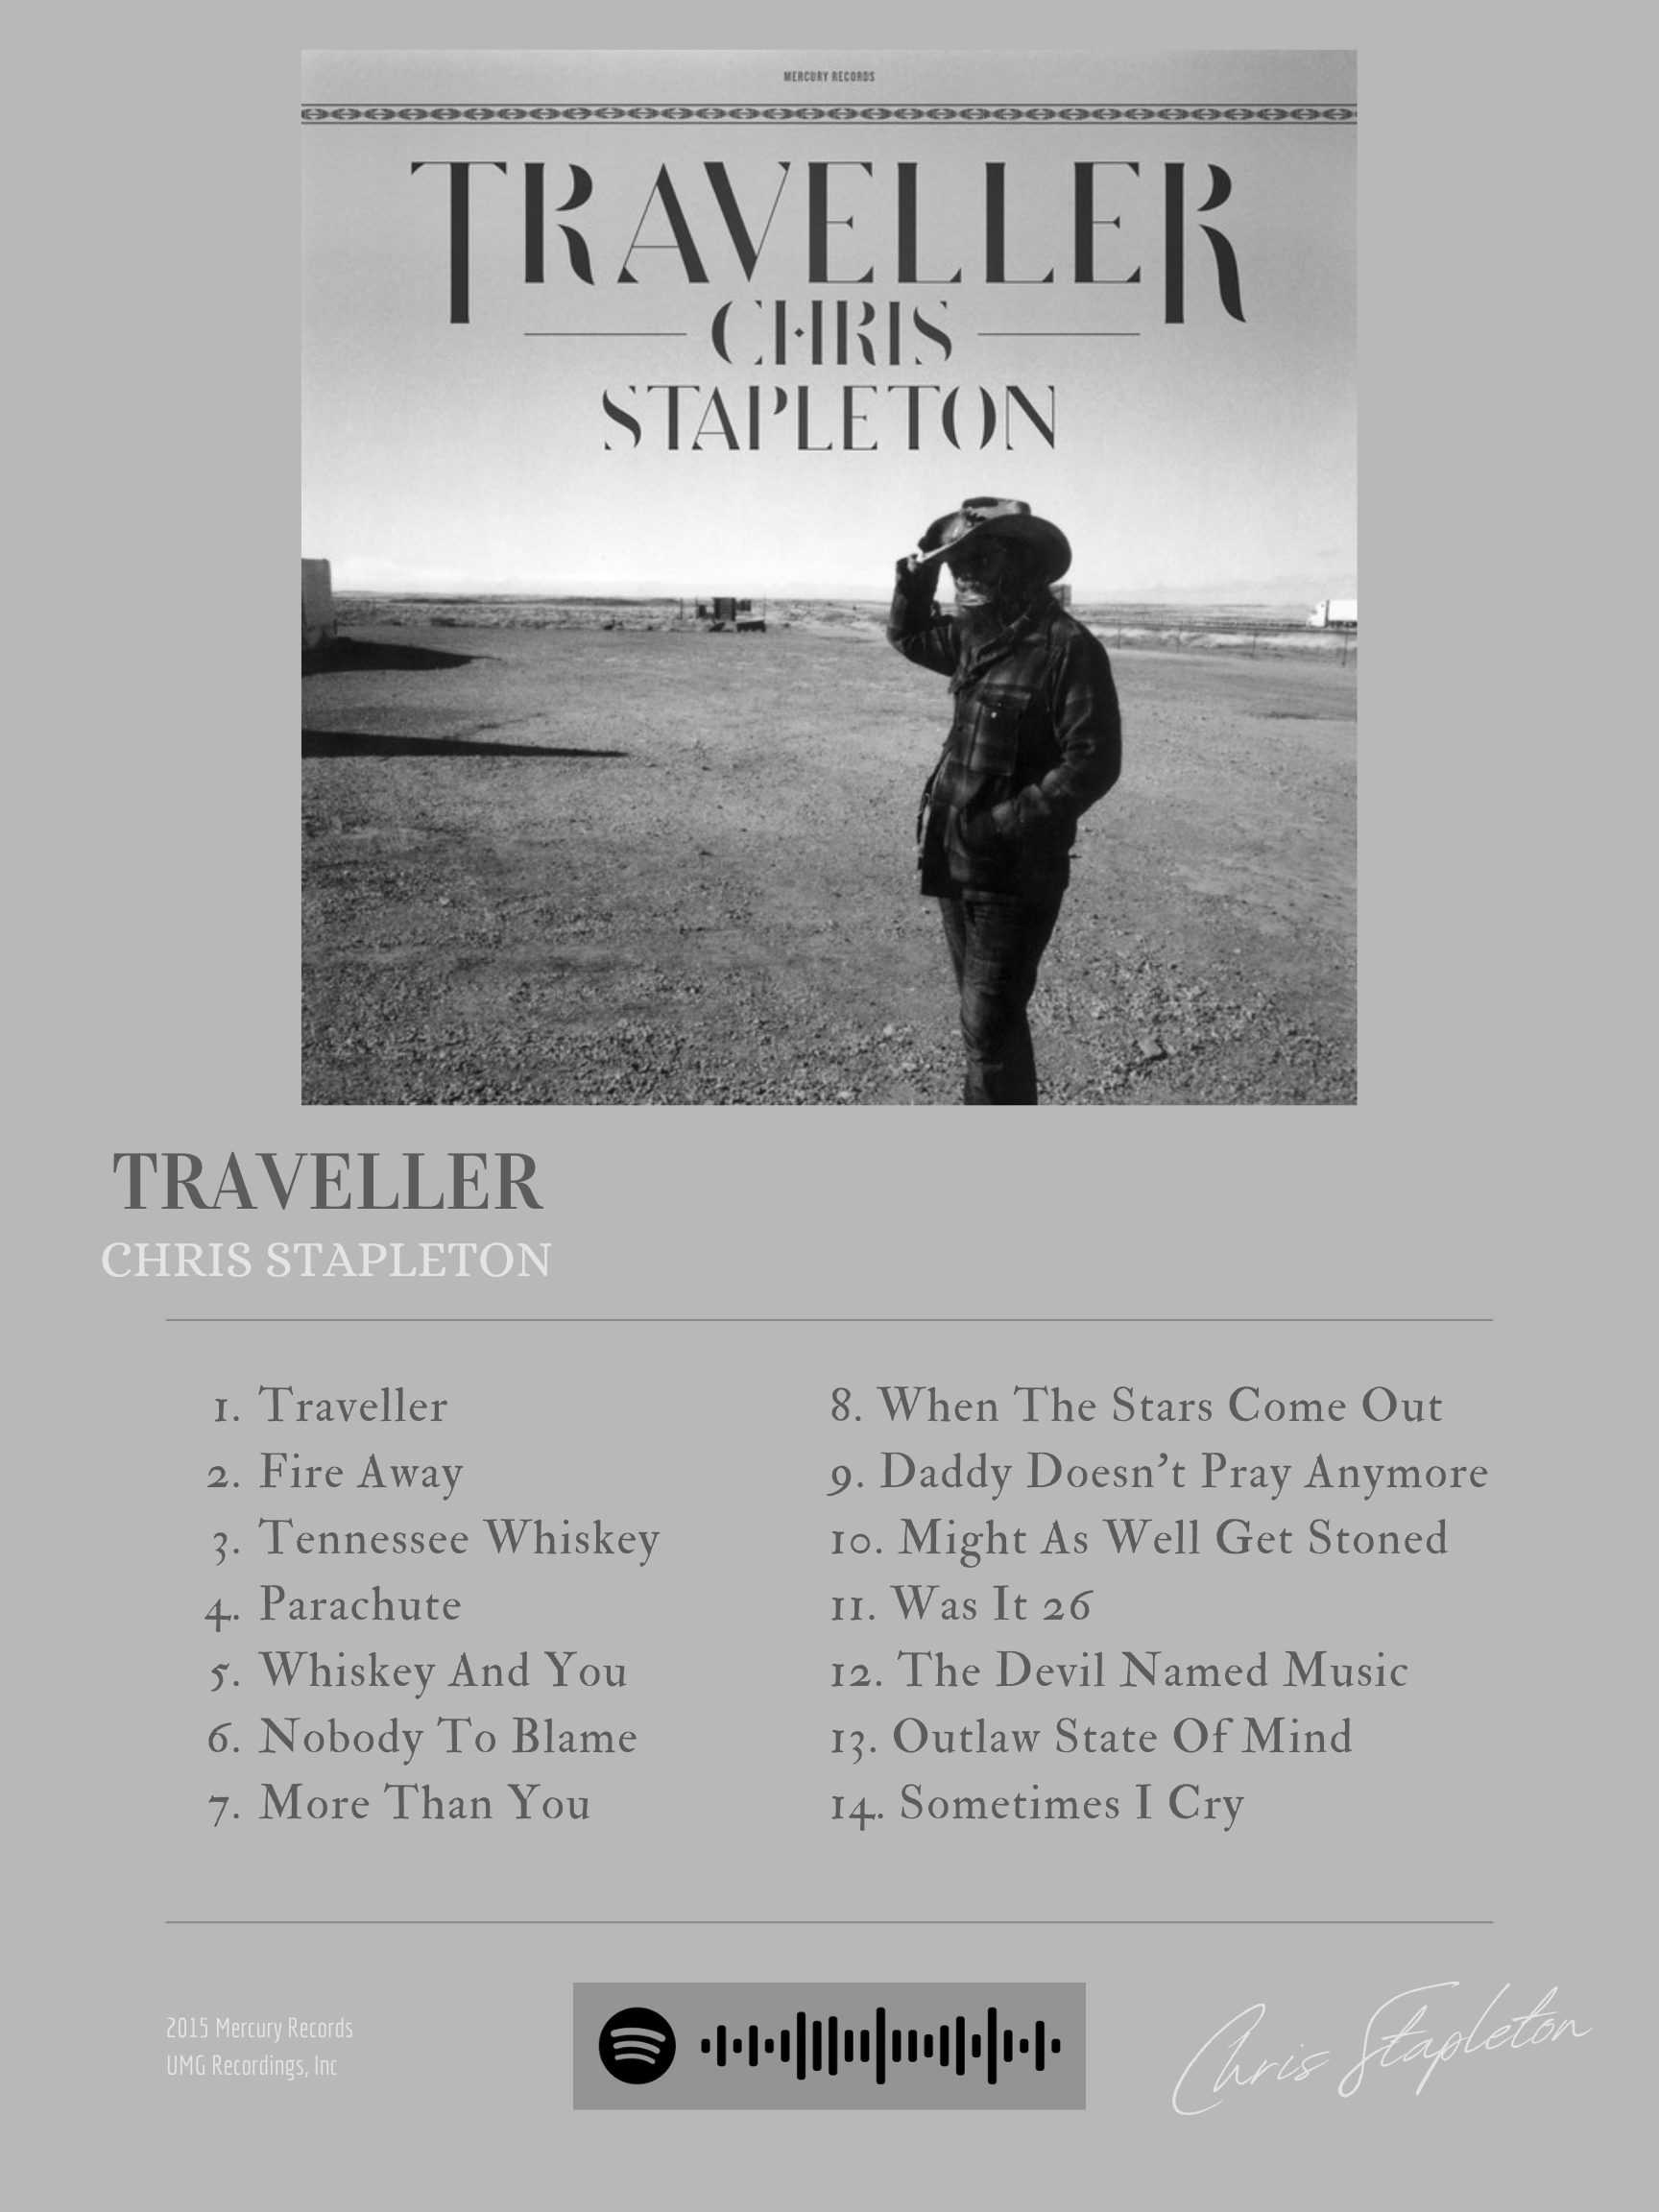 MERCURY RECORDS
TRAVELLER
CHRIS
STAPLETON
TRAVELLER
CHRIS STAPLETON
1. Traveller
2. Fire Away
3. Tennessee Whiskey
4. Parachute
5. Whiskey And You
6. Nobody To Blame
7. More Than You
8. When The Stars Come Out
9. Daddy Doesn't Pray Anymore
10. Might As Well Get Stoned
11. Was It 26
12. The Devil Named Music
13. Outlaw State Of Mind
14. Sometimes I Cry
2015 Mercury Records
UMG Recordings, Inc
Chris Stapleton